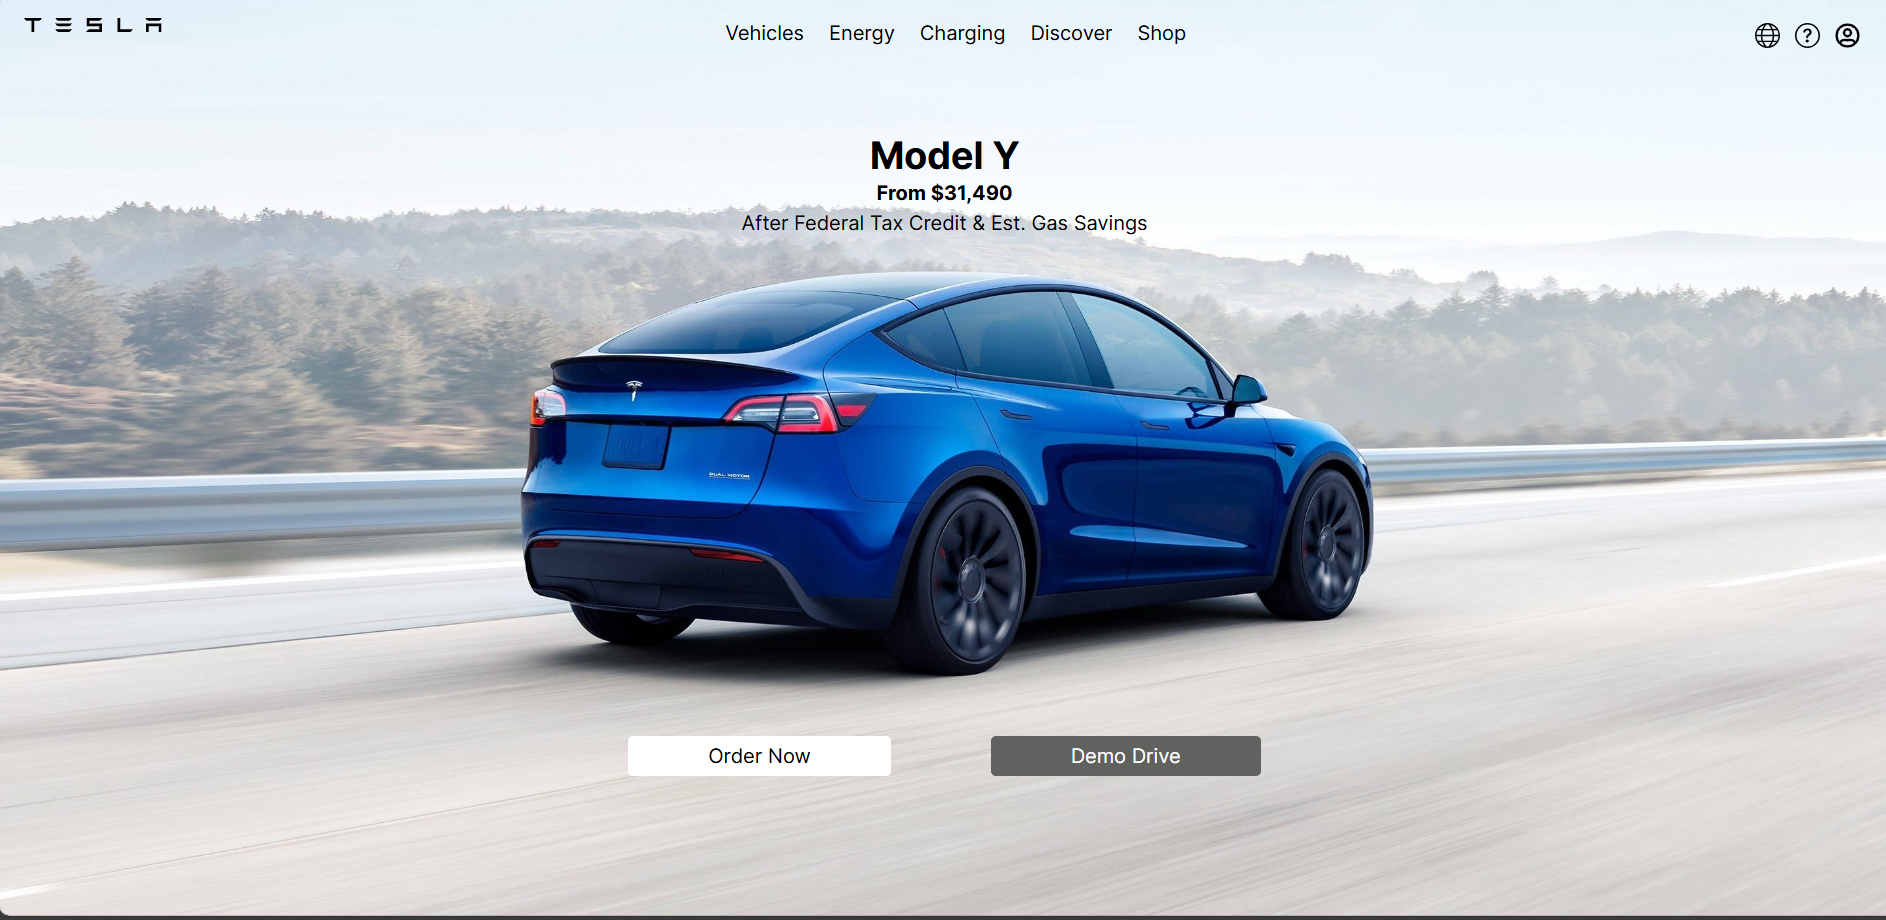 TESLA
Vehicles Energy Charging Discover Shop
Model Y
From $31,490
After Federal Tax Credit & Est. Gas Savings
DUAL MOTOR
Order Now Demo Drive